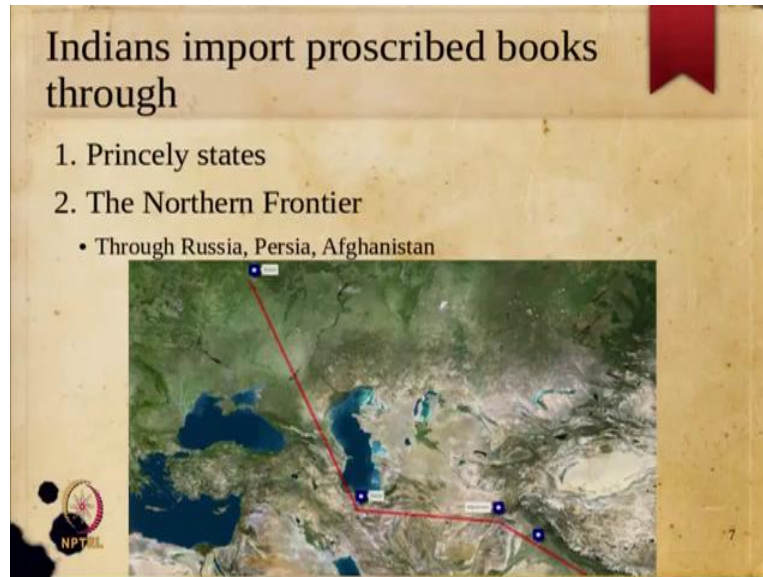 Indians import proscribed books
through
1. Princely states
2. The Northern Frontier
• Through Russia, Persia, Afghanistan
NPTEL
7